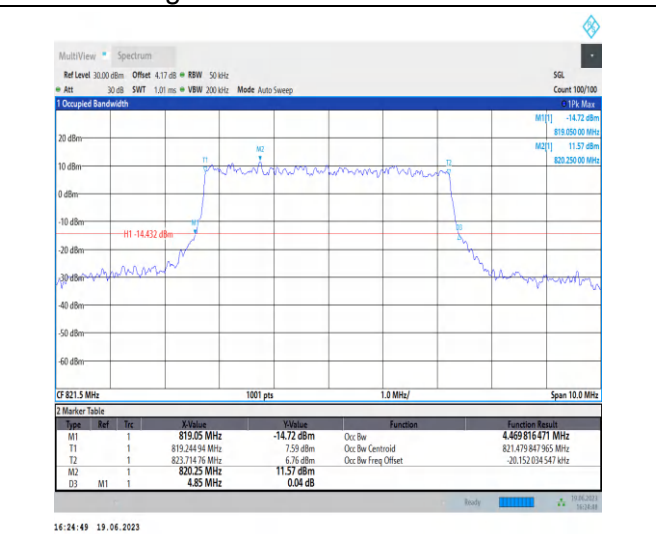 MultiView Spectrum
Ref Level 30.00 dBm Offset 4.17 dB RBW 50 kHz SGL
Att 30 dB SWT 1.01 ms VBW 200 kHz Mode Auto Sweep Count 100/100
1 Occupied Bandwidth 1Pk Max
M1[1] -14.72 dBm
819.050 00 MHz
M2[1] 11.57 dBm
820.250 00 MHz
20 dBm
M2
T1
T2
10 dBm
0 dBm
-10 dBm
M1
D3
H1 -14.432 dBm
-20 dBm
-30 dBm
-40 dBm
-50 dBm
-60 dBm
CF 821.5 MHz 1001 pts 1.0 MHz/ Span 10.0 MHz
2 Marker Table
Type Ref Trc X-Value Y-Value Function Function Result
M1 1 819.05 MHz -14.72 dBm Occ Bw 4.469 816 471 MHz
T1 1 819.244 94 MHz 7.59 dBm Occ Bw Centroid 821.479 847 965 MHz
T2 1 823.714 76 MHz 6.76 dBm Occ Bw Freq Offset -20.152 034 547 kHz
M2 1 820.25 MHz 11.57 dBm
D3 M1 1 4.85 MHz 0.04 dB
Ready 19.06.2023
16:24:48
16:24:49 19.06.2023